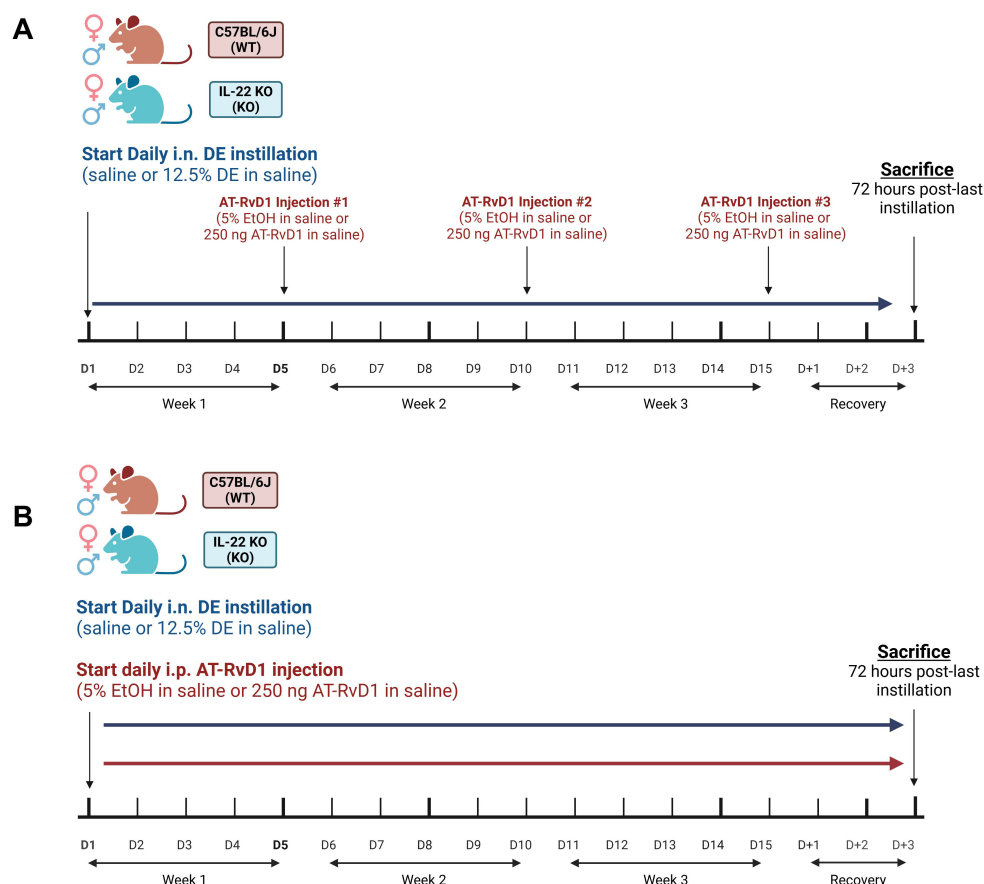 A
C57BL/6J
(WT)
IL-22 KO
(KO)
Start Daily i.n. DE instillation
(saline or 12.5% DE in saline)
Sacrifice
72 hours post-last
instillation
AT-RvD1 Injection #1
(5% EtOH in saline or
250 ng AT-RvD1 in saline)
AT-RvD1 Injection #2
(5% EtOH in saline or
250 ng AT-RvD1 in saline)
AT-RvD1 Injection #3
(5% EtOH in saline or
250 ng AT-RvD1 in saline)
D1 D2 D3 D4 D5 D6 D7 D8 D9 D10 D11 D12 D13 D14 D15 D+1 D+2 D+3
Week 1 Week 2 Week 3 Recovery
B
C57BL/6J
(WT)
IL-22 KO
(KO)
Start Daily i.n. DE instillation
(saline or 12.5% DE in saline)
Start daily i.p. AT-RvD1 injection
(5% EtOH in saline or 250 ng AT-RvD1 in saline)
Sacrifice
72 hours post-last
instillation
D1 D2 D3 D4 D5 D6 D7 D8 D9 D10 D11 D12 D13 D14 D15 D+1 D+2 D+3
Week 1 Week 2 Week 3 Recovery